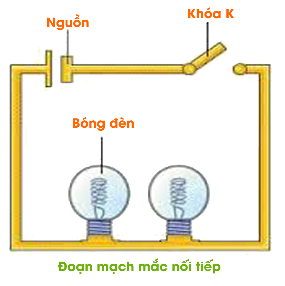 Khóa K
Nguồn
Bóng đèn
Đoạn mạch mắc nối tiếp